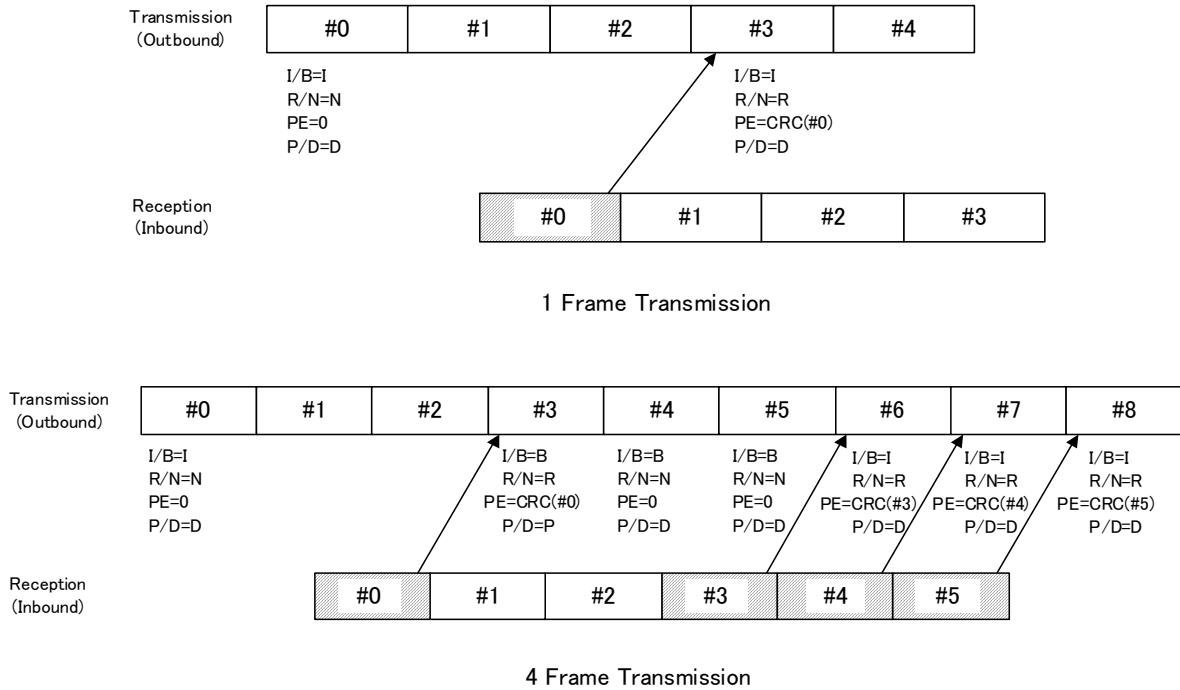 Transmission
(Outbound)
#0 #1 #2 #3 #4
I/B=I
R/N=N
PE=0
P/D=D
I/B=I
R/N=R
PE=CRC(#0)
P/D=D
Reception
(Inbound)
#0 #1 #2 #3
1 Frame Transmission
Transmission
(Outbound)
#0 #1 #2 #3 #4 #5 #6 #7 #8
I/B=I
R/N=N
PE=0
P/D=D
I/B=B
R/N=R
PE=CRC(#0)
P/D=P
I/B=B
R/N=N
PE=0
P/D=D
I/B=B
R/N=N
PE=0
P/D=D
I/B=I
R/N=R
PE=CRC(#3)
P/D=D
I/B=I
R/N=R
PE=CRC(#4)
P/D=D
I/B=I
R/N=R
PE=CRC(#5)
P/D=D
Reception
(Inbound)
#0 #1 #2 #3 #4 #5
4 Frame Transmission